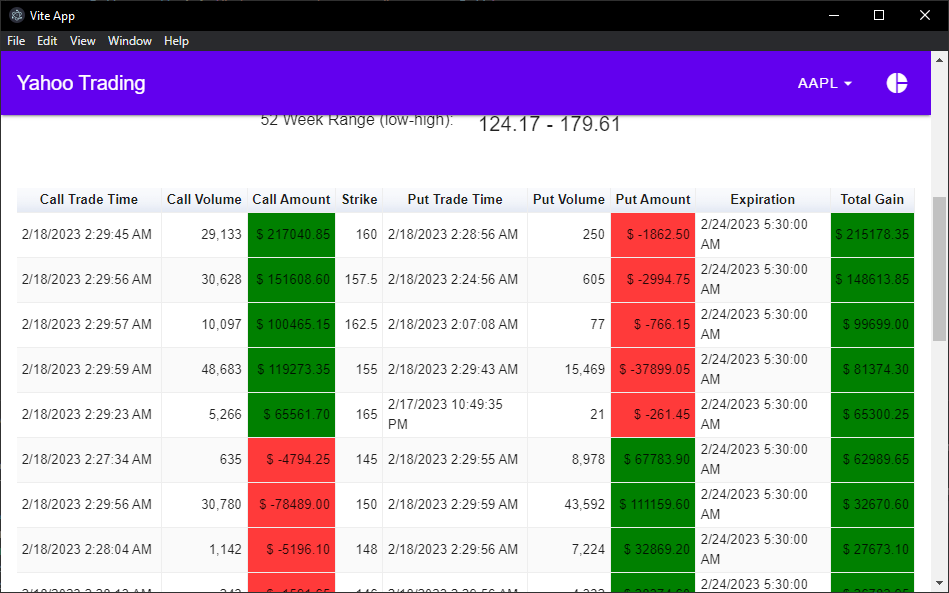 Vite App
File Edit View Window Help
Yahoo Trading AAPL
52 Week Range (low-high): 124.17 - 179.61
Call Trade Time Call Volume Call Amount Strike Put Trade Time Put Volume Put Amount Expiration Total Gain
2/18/2023 2:29:45 AM 29,133 $ 217040.85 160 2/18/2023 2:28:56 AM 250 $ -1862.50 2/24/2023 5:30:00 AM $ 215178.35
2/18/2023 2:29:56 AM 30,628 $ 151608.60 157.5 2/18/2023 2:24:56 AM 605 $ -2994.75 2/24/2023 5:30:00 AM $ 148613.85
2/18/2023 2:29:57 AM 10,097 $ 100465.15 162.5 2/18/2023 2:07:08 AM 77 $ -766.15 2/24/2023 5:30:00 AM $ 99699.00
2/18/2023 2:29:59 AM 48,683 $ 119273.35 155 2/18/2023 2:29:43 AM 15,469 $ -37899.05 2/24/2023 5:30:00 AM $ 81374.30
2/18/2023 2:29:23 AM 5,266 $ 65561.70 165 2/17/2023 10:49:35 PM 21 $ -261.45 2/24/2023 5:30:00 AM $ 65300.25
2/18/2023 2:27:34 AM 635 $ -4794.25 145 2/18/2023 2:29:55 AM 8,978 $ 67783.90 2/24/2023 5:30:00 AM $ 62989.65
2/18/2023 2:29:56 AM 30,780 $ -78489.00 150 2/18/2023 2:29:59 AM 43,592 $ 111159.60 2/24/2023 5:30:00 AM $ 32670.60
2/18/2023 2:28:04 AM 1,142 $ -5196.10 148 2/18/2023 2:29:56 AM 7,224 $ 32869.20 2/24/2023 5:30:00 AM $ 27673.10
2/24/2023 5:30:00